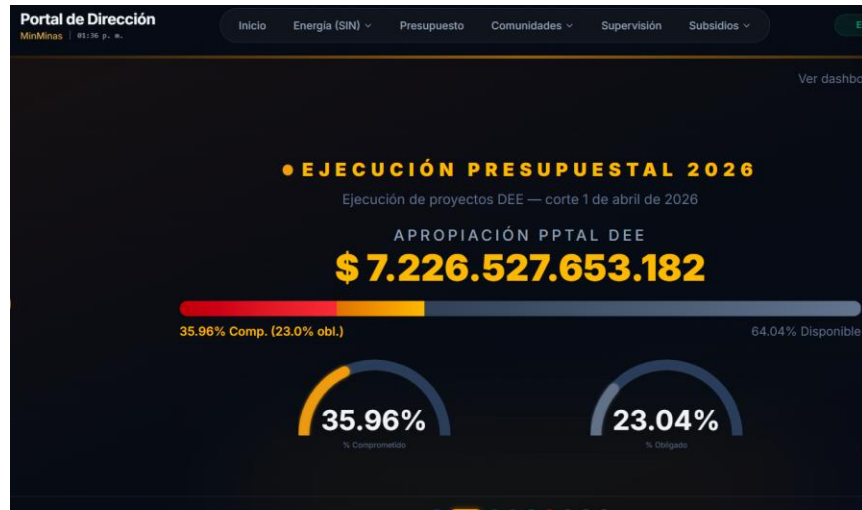 Portal de Dirección
MinMinas | 01:36 p. m.
Inicio Energía (SIN) Presupuesto Comunidades Supervisión Subsidios
Ver dashbo
EJECUCIÓN PRESUPUESTAL 2026
Ejecución de proyectos DEE — corte 1 de abril de 2026
APROPIACIÓN PPTAL DEE
$ 7.226.527.653.182
35.96% Comp. (23.0% obl.) 64.04% Disponible
35.96% 23.04%
% Comprometido % Obligado